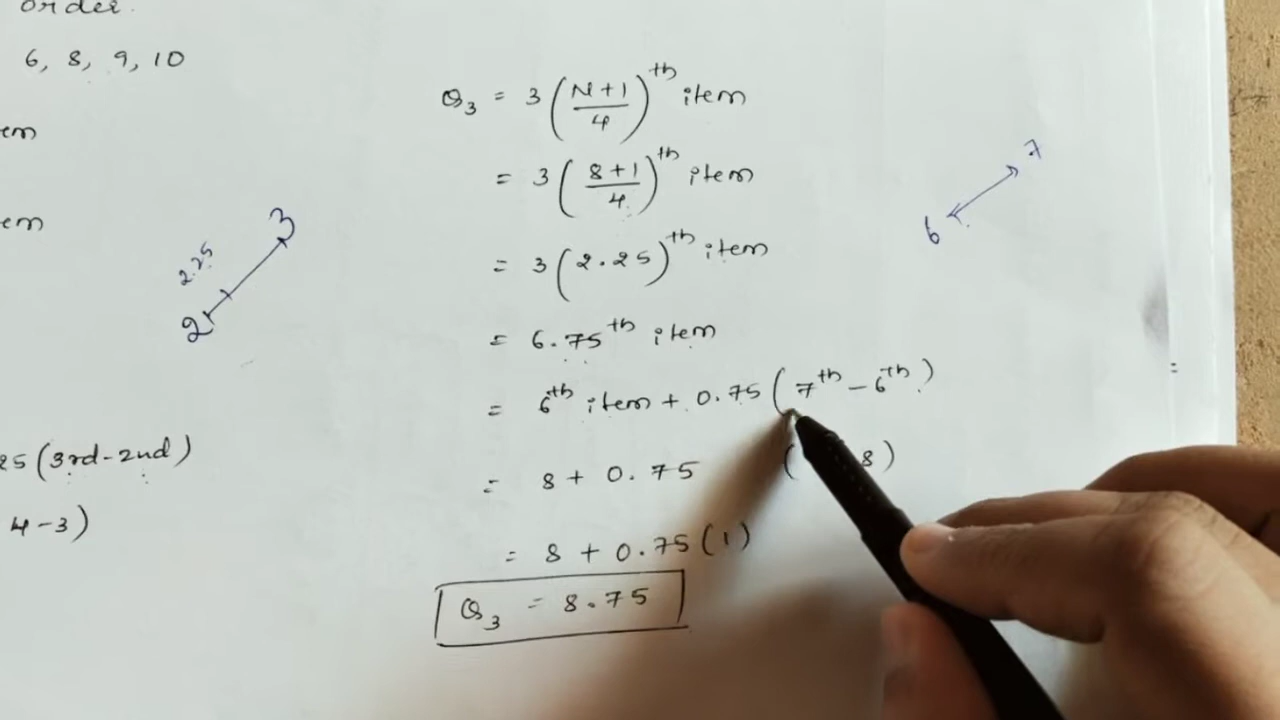 order.
6, 8, 9, 10
em
em
2.25
3
2
25 (3rd-2nd)
4-3)
Q3 = 3 (N+1/4)th item
= 3 (8+1/4)th item
= 3 (2.25)th item
= 6.75th item
= 6th item + 0.75 (7th - 6th)
= 8 + 0.75 ( 8)
= 8 + 0.75 (1)
Q3 = 8.75
7
6
=